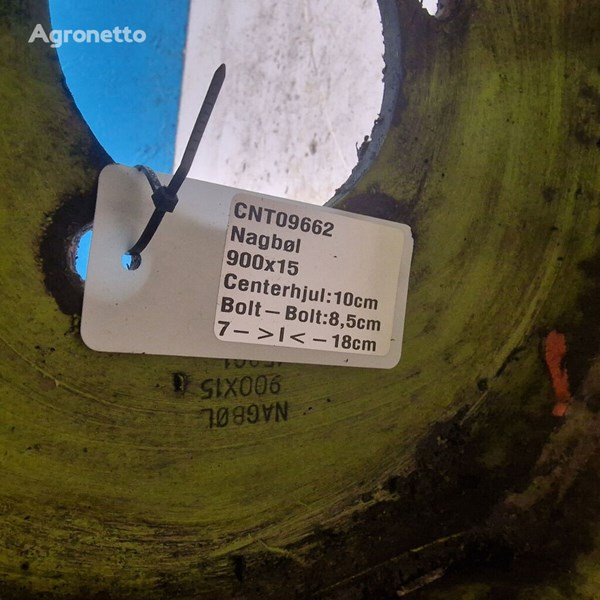 Agronetto
CNT09662
Nagbøl
900x15
Centerhjul:10cm
Bolt – Bolt:8,5cm
7– >I< –18cm
NAGBØL
900X15